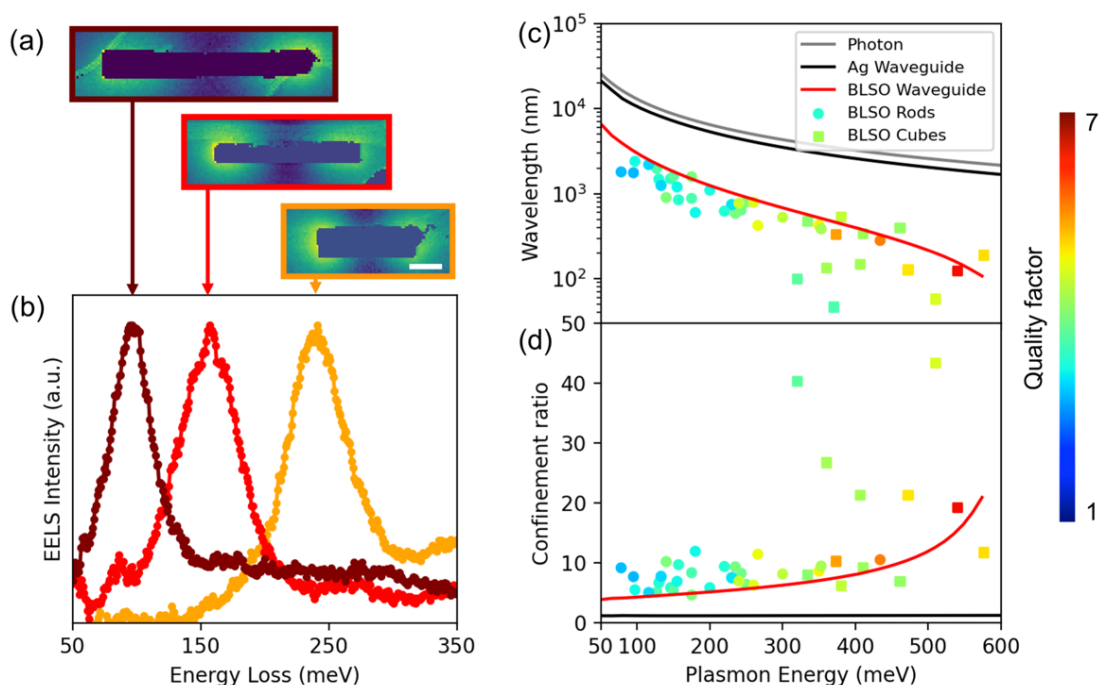 (a)
(b)
EELS Intensity (a.u.)
50
150
250
350
Energy Loss (meV)
(c)
Wavelength (nm)
10^5
10^4
10^3
10^2
Photon
Ag Waveguide
BLSO Waveguide
BLSO Rods
BLSO Cubes
(d)
Confinement ratio
50
40
30
20
10
0
50
100
200
300
400
500
600
Plasmon Energy (meV)
7
Quality factor
1